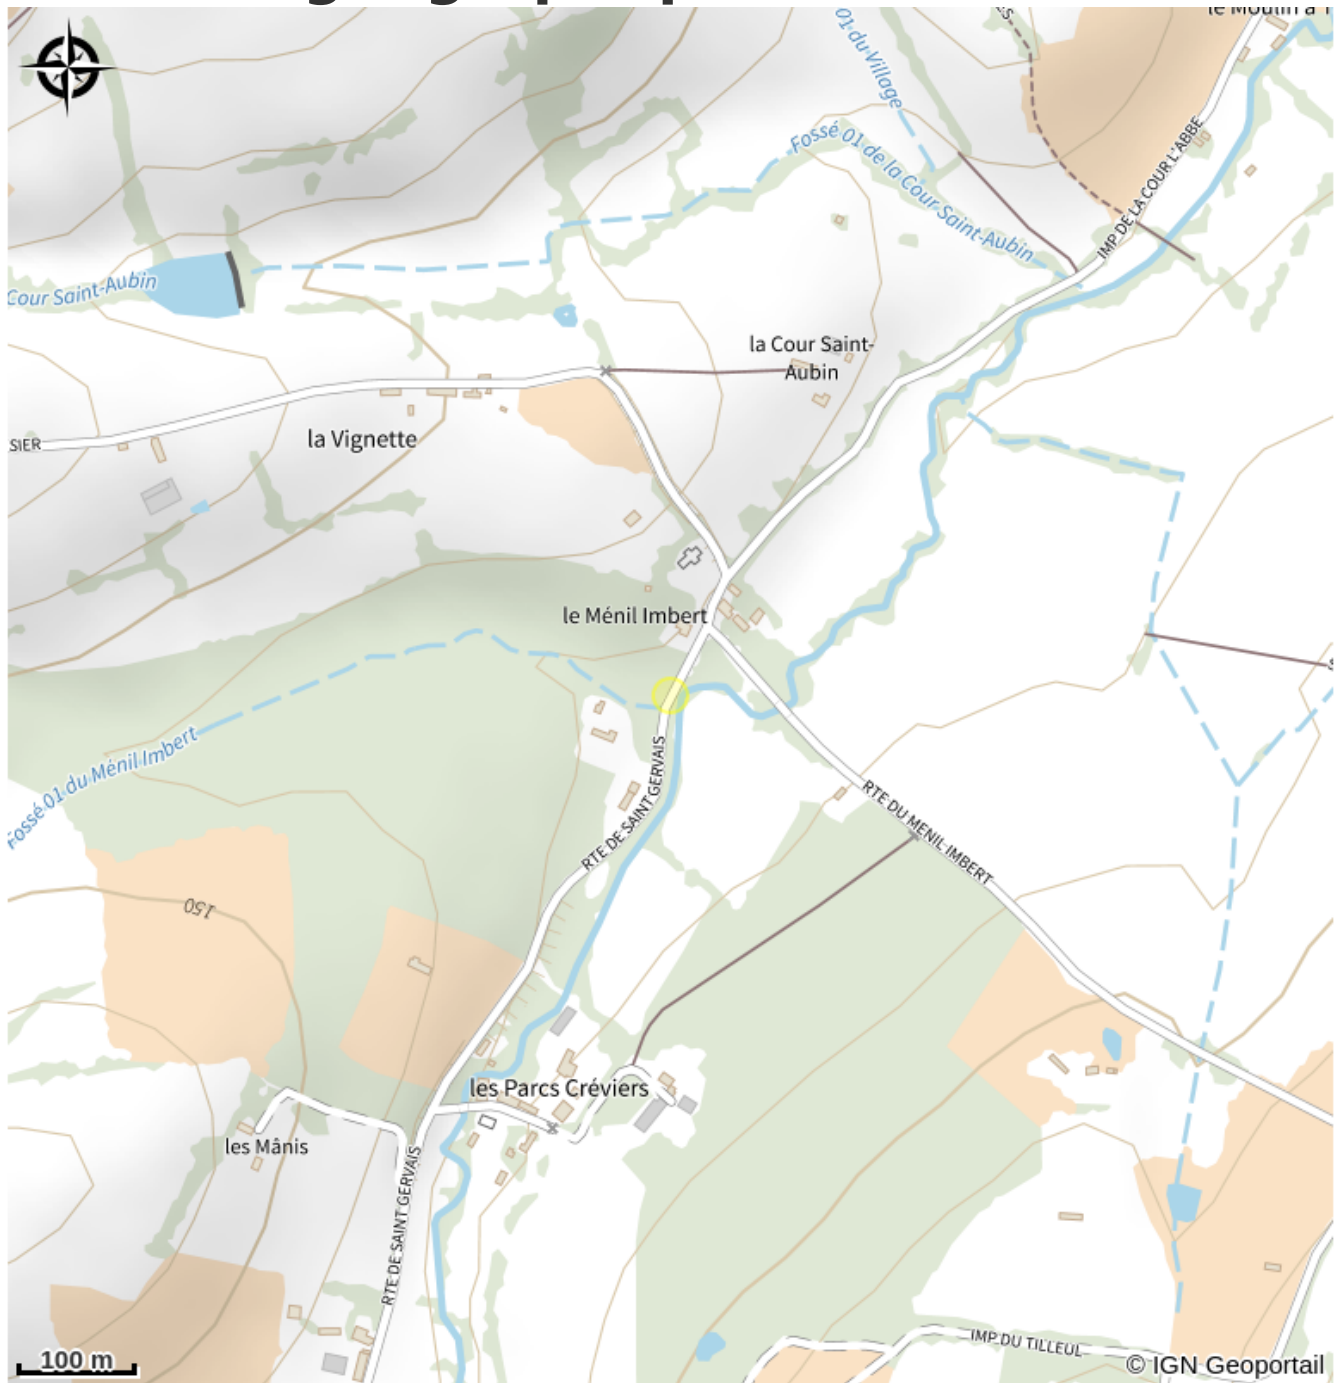 01 du Village
le Moulin à
Fossé 01 de la Cour Saint-Aubin
IMP DE LA COUR L'ABBE
Cour Saint-Aubin
la Cour Saint-
Aubin
SIER
la Vignette
le Ménil Imbert
Fossé 01 du Ménil Imbert
RTE DE SAINT GERVAIS
RTE DU MENIL IMBERT
150
les Parcs Créviers
les Mânis
RTE DE SAINT GERVAIS
IMP DU TILLEUL
100 m
© IGN Geoportail